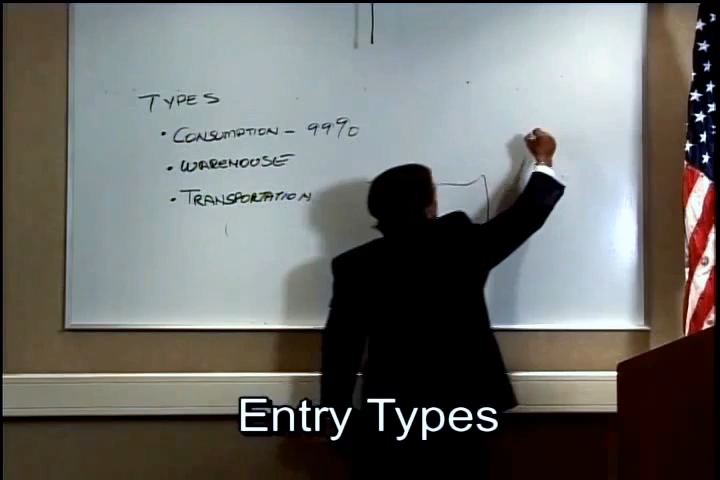 TYPES
• CONSUMPTION - 99%
• WAREHOUSE
• TRANSPORTATION
Entry Types